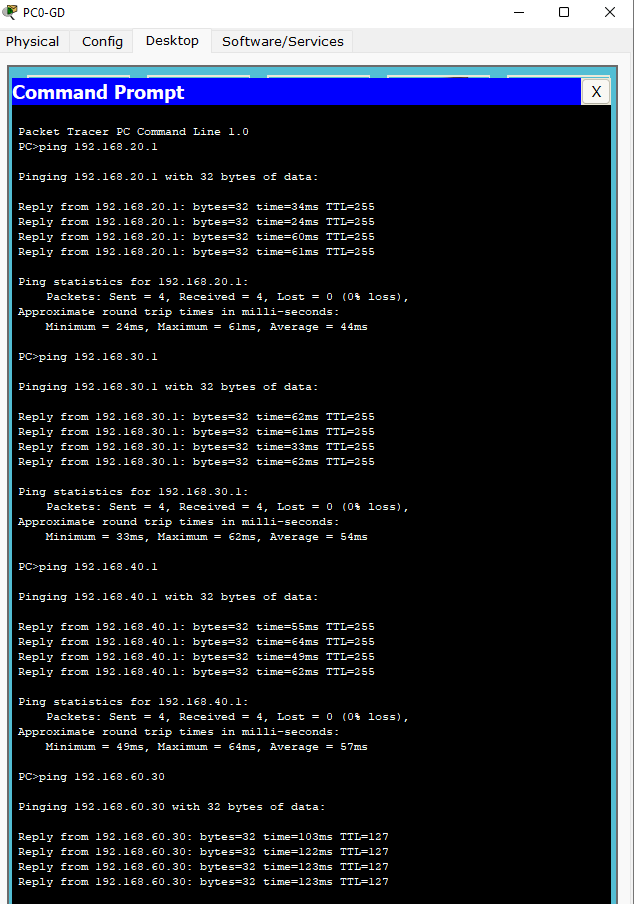 PC0-GD
Physical Config Desktop Software/Services
Command Prompt X
Packet Tracer PC Command Line 1.0
PC>ping 192.168.20.1
Pinging 192.168.20.1 with 32 bytes of data:
Reply from 192.168.20.1: bytes=32 time=34ms TTL=255
Reply from 192.168.20.1: bytes=32 time=24ms TTL=255
Reply from 192.168.20.1: bytes=32 time=60ms TTL=255
Reply from 192.168.20.1: bytes=32 time=61ms TTL=255
Ping statistics for 192.168.20.1:
Packets: Sent = 4, Received = 4, Lost = 0 (0% loss),
Approximate round trip times in milli-seconds:
Minimum = 24ms, Maximum = 61ms, Average = 44ms
PC>ping 192.168.30.1
Pinging 192.168.30.1 with 32 bytes of data:
Reply from 192.168.30.1: bytes=32 time=62ms TTL=255
Reply from 192.168.30.1: bytes=32 time=61ms TTL=255
Reply from 192.168.30.1: bytes=32 time=33ms TTL=255
Reply from 192.168.30.1: bytes=32 time=62ms TTL=255
Ping statistics for 192.168.30.1:
Packets: Sent = 4, Received = 4, Lost = 0 (0% loss),
Approximate round trip times in milli-seconds:
Minimum = 33ms, Maximum = 62ms, Average = 54ms
PC>ping 192.168.40.1
Pinging 192.168.40.1 with 32 bytes of data:
Reply from 192.168.40.1: bytes=32 time=55ms TTL=255
Reply from 192.168.40.1: bytes=32 time=64ms TTL=255
Reply from 192.168.40.1: bytes=32 time=49ms TTL=255
Reply from 192.168.40.1: bytes=32 time=62ms TTL=255
Ping statistics for 192.168.40.1:
Packets: Sent = 4, Received = 4, Lost = 0 (0% loss),
Approximate round trip times in milli-seconds:
Minimum = 49ms, Maximum = 64ms, Average = 57ms
PC>ping 192.168.60.30
Pinging 192.168.60.30 with 32 bytes of data:
Reply from 192.168.60.30: bytes=32 time=103ms TTL=127
Reply from 192.168.60.30: bytes=32 time=122ms TTL=127
Reply from 192.168.60.30: bytes=32 time=123ms TTL=127
Reply from 192.168.60.30: bytes=32 time=123ms TTL=127